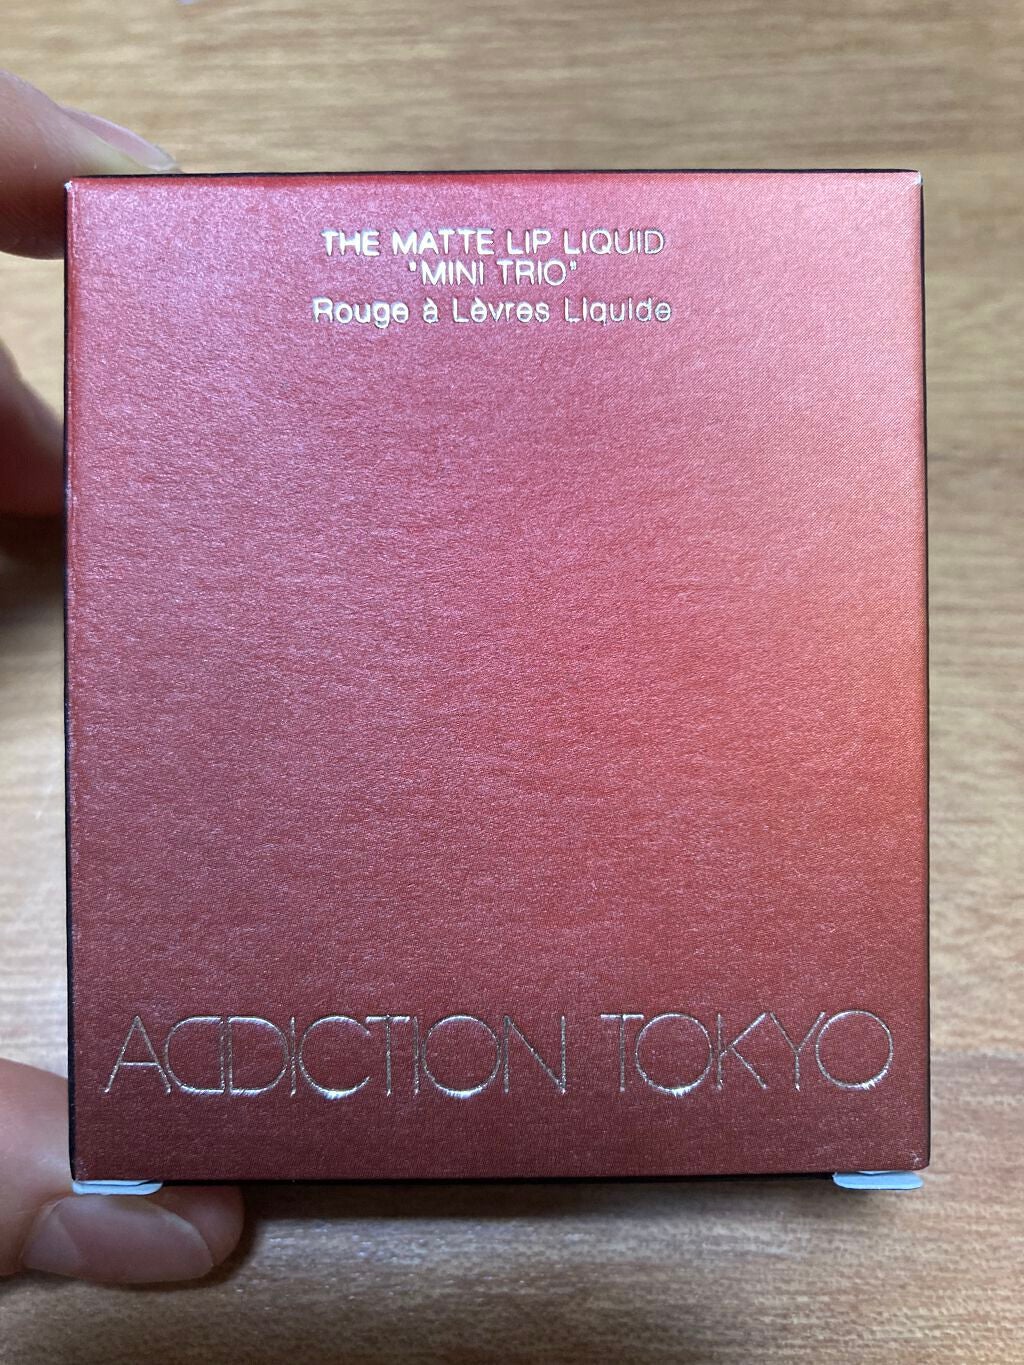 THE MATTE LIP LIQUID
"MINI TRIO"
Rouge à Lèvres Liquide
ADDICTION TOKYO